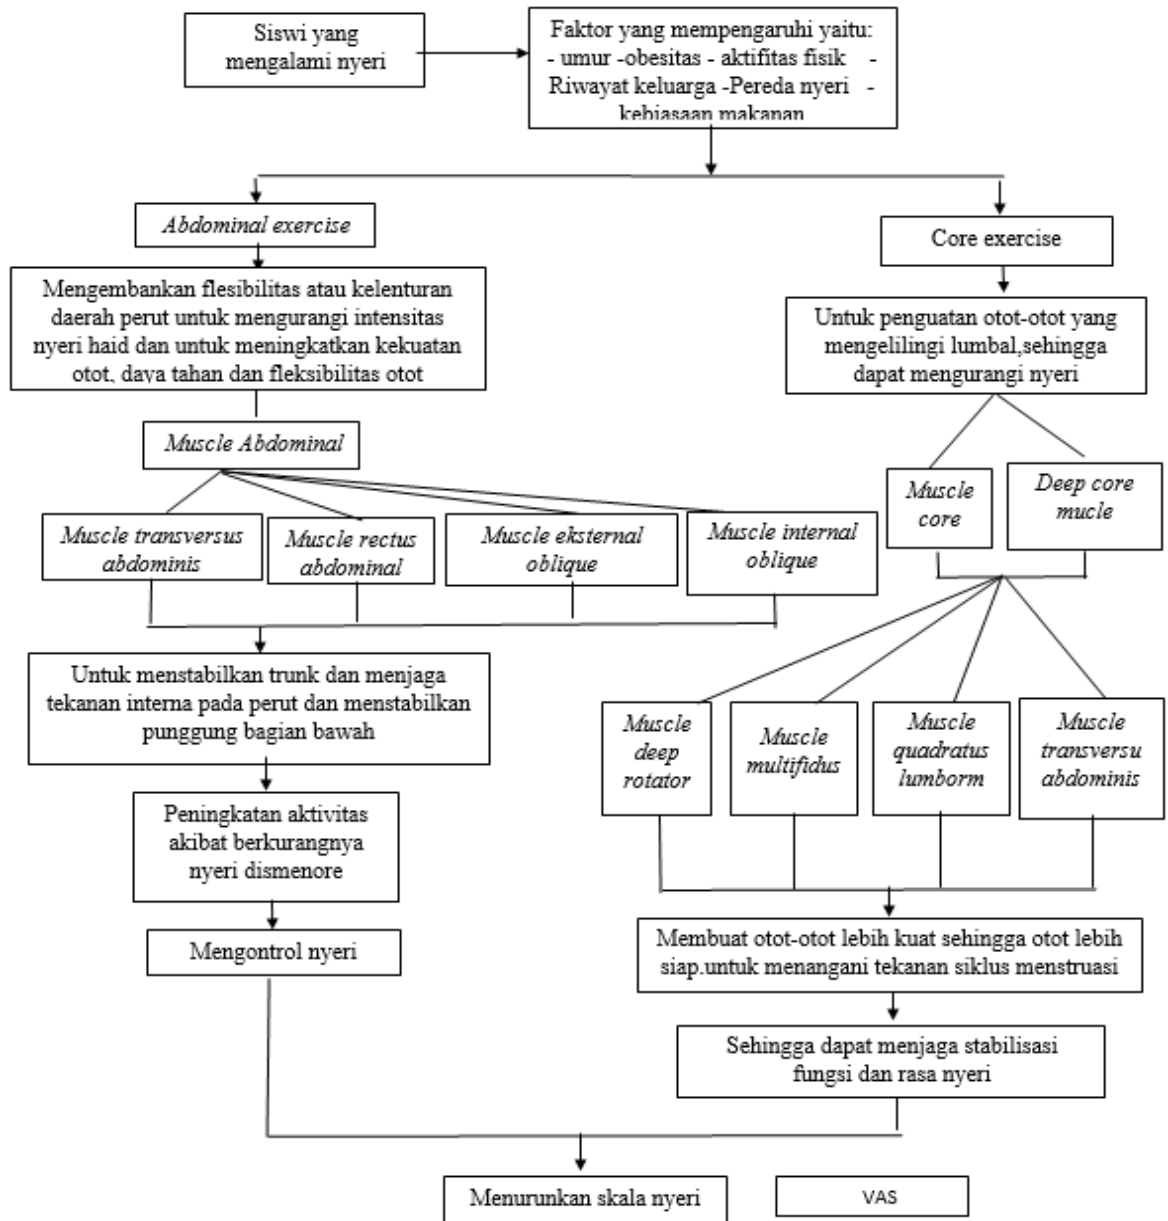 Siswi yang
mengalami nyeri
Faktor yang mempengaruhi yaitu:
- umur -obesitas - aktifitas fisik -
Riwayat keluarga -Pereda nyeri -
kebiasaan makanan
Abdominal exercise
Core exercise
Mengembankan flesibilitas atau kelenturan
daerah perut untuk mengurangi intensitas
nyeri haid dan untuk meningkatkan kekuatan
otot, daya tahan dan fleksibilitas otot
Untuk penguatan otot-otot yang
mengelilingi lumbal,sehingga
dapat mengurangi nyeri
Muscle Abdominal
Muscle
core
Deep core
mucle
Muscle transversus
abdominis
Muscle rectus
abdominal
Muscle eksternal
oblique
Muscle internal
oblique
Untuk menstabilkan trunk dan menjaga
tekanan interna pada perut dan menstabilkan
punggung bagian bawah
Muscle
deep
rotator
Muscle
multifidus
Muscle
quadratus
lumborm
Muscle
transversu
abdominis
Peningkatan aktivitas
akibat berkurangnya
nyeri dismenore
Mengontrol nyeri
Membuat otot-otot lebih kuat sehingga otot lebih
siap.untuk menangani tekanan siklus menstruasi
Sehingga dapat menjaga stabilisasi
fungsi dan rasa nyeri
Menurunkan skala nyeri
VAS